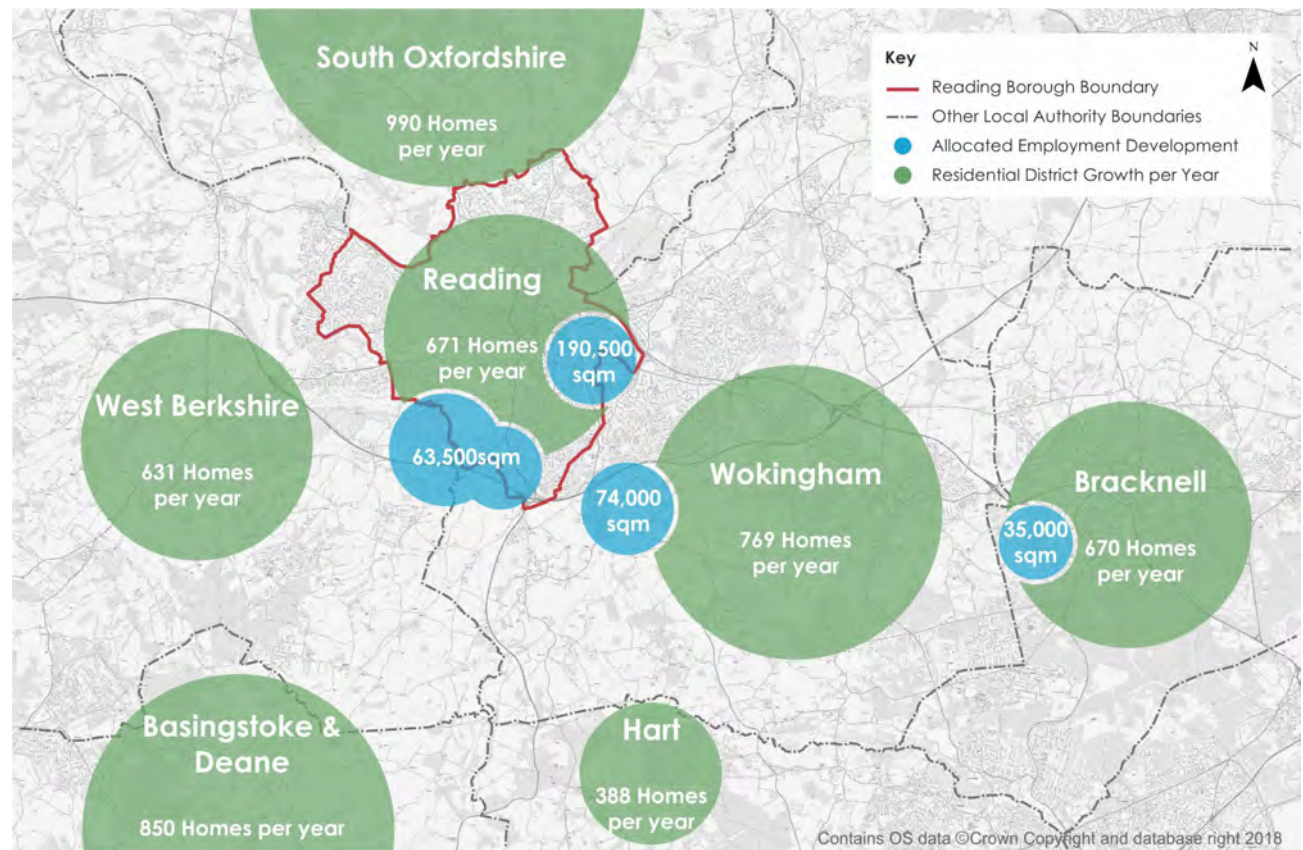 South Oxfordshire
990 Homes
per year
Key
N
Reading Borough Boundary
Other Local Authority Boundaries
Allocated Employment Development
Residential District Growth per Year
Reading
671 Homes
per year
190,500
sqm
West Berkshire
631 Homes
per year
63,500sqm
74,000
sqm
Wokingham
769 Homes
per year
Bracknell
35,000
sqm
670 Homes
per year
Basingstoke &
Deane
850 Homes per year
Hart
388 Homes
per year
Contains OS data ©Crown Copyright and database right 2018